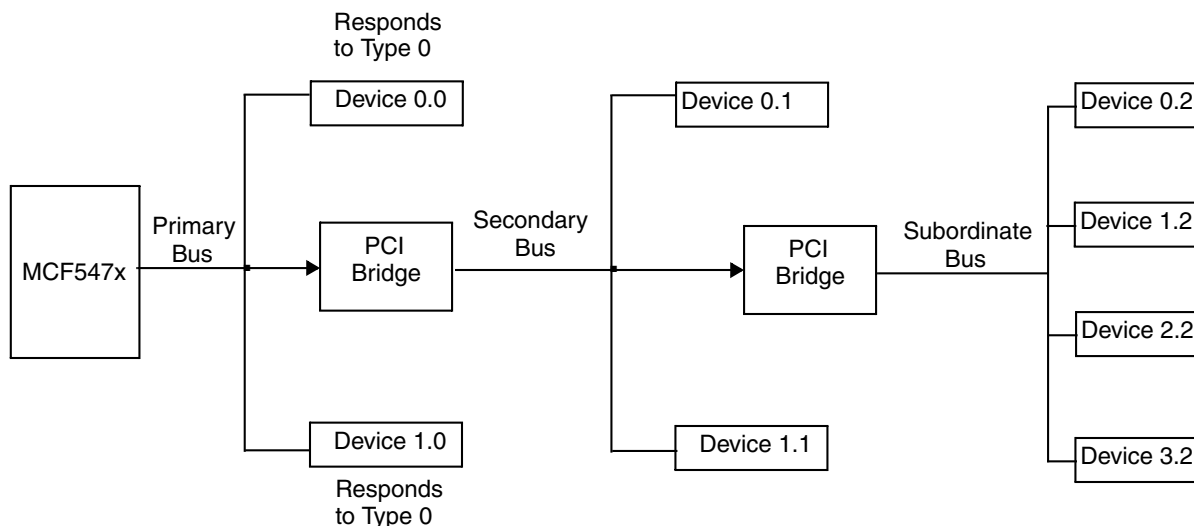 Responds
to Type 0
Device 0.0
Device 0.1
Device 0.2
MCF547x
Primary
Bus
PCI
Bridge
Secondary
Bus
PCI
Bridge
Subordinate
Bus
Device 1.2
Device 2.2
Device 1.0
Device 1.1
Device 3.2
Responds
to Type 0